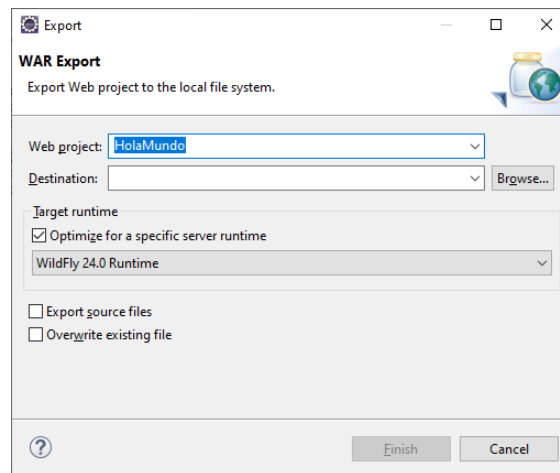 Export
WAR Export
Export Web project to the local file system.
Web project: HolaMundo
Destination: Browse...
Target runtime
Optimize for a specific server runtime
WildFly 24.0 Runtime
Export source files
Overwrite existing file
? Finish Cancel